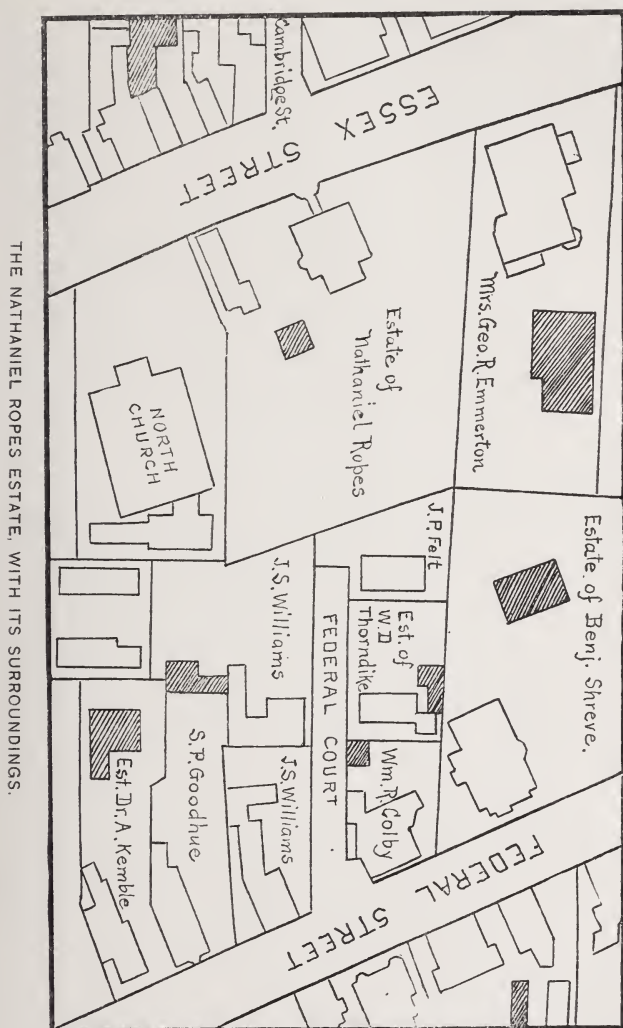 Cambridge St.
ESSEX STREET
Mrs. Geo. R. Emmerton
Estate of
Nathaniel Ropes
NORTH
CHURCH
Estate of Benj. Shreve.
J. P. Felt
Est. of
W. D
Thorndike
Wm. R. Colby
FEDERAL COURT
J. S. Williams
J. S. Williams
S. P. Goodhue
Est. Dr. A. Kemble
FEDERAL STREET
THE NATHANIEL ROPES ESTATE, WITH ITS SURROUNDINGS.